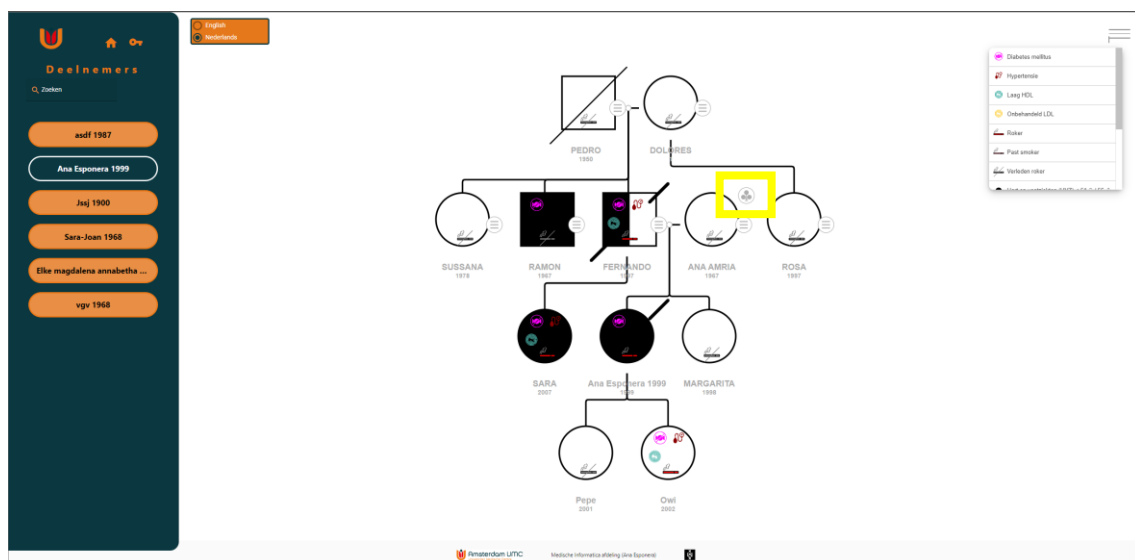 English
Nederlands
Deelnemers
Zoeken
asdf 1987
Ana Esponera 1999
Jssj 1900
Sara-Joan 1968
Elke magdalena annabetha ...
vgv 1968
Diabetes mellitus
Hypertensie
Laag HDL
Onbehandeld LDL
Roker
Past smoker
Verleden roker
PEDRO
1950
DOLORES
SUSSANA
1978
RAMON
1967
FERNANDO
ANA AMRIA
1967
ROSA
1997
SARA
2007
Ana Esponera 1999
MARGARITA
1998
Pepe
2001
Owi
2002
Amsterdam UMC
Medische Informatica afdeling (Ana Esponera)